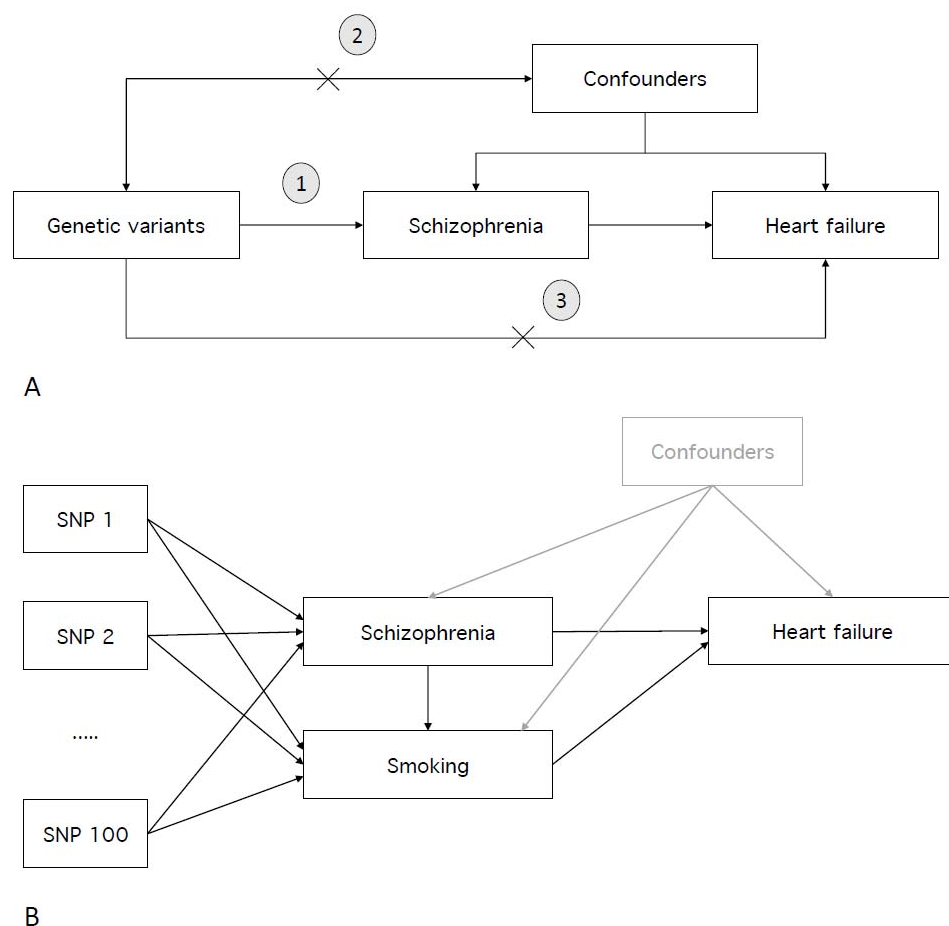 2
Confounders
1
Genetic variants
Schizophrenia
Heart failure
3
A
Confounders
SNP 1
SNP 2
Schizophrenia
Heart failure
.....
Smoking
SNP 100
B